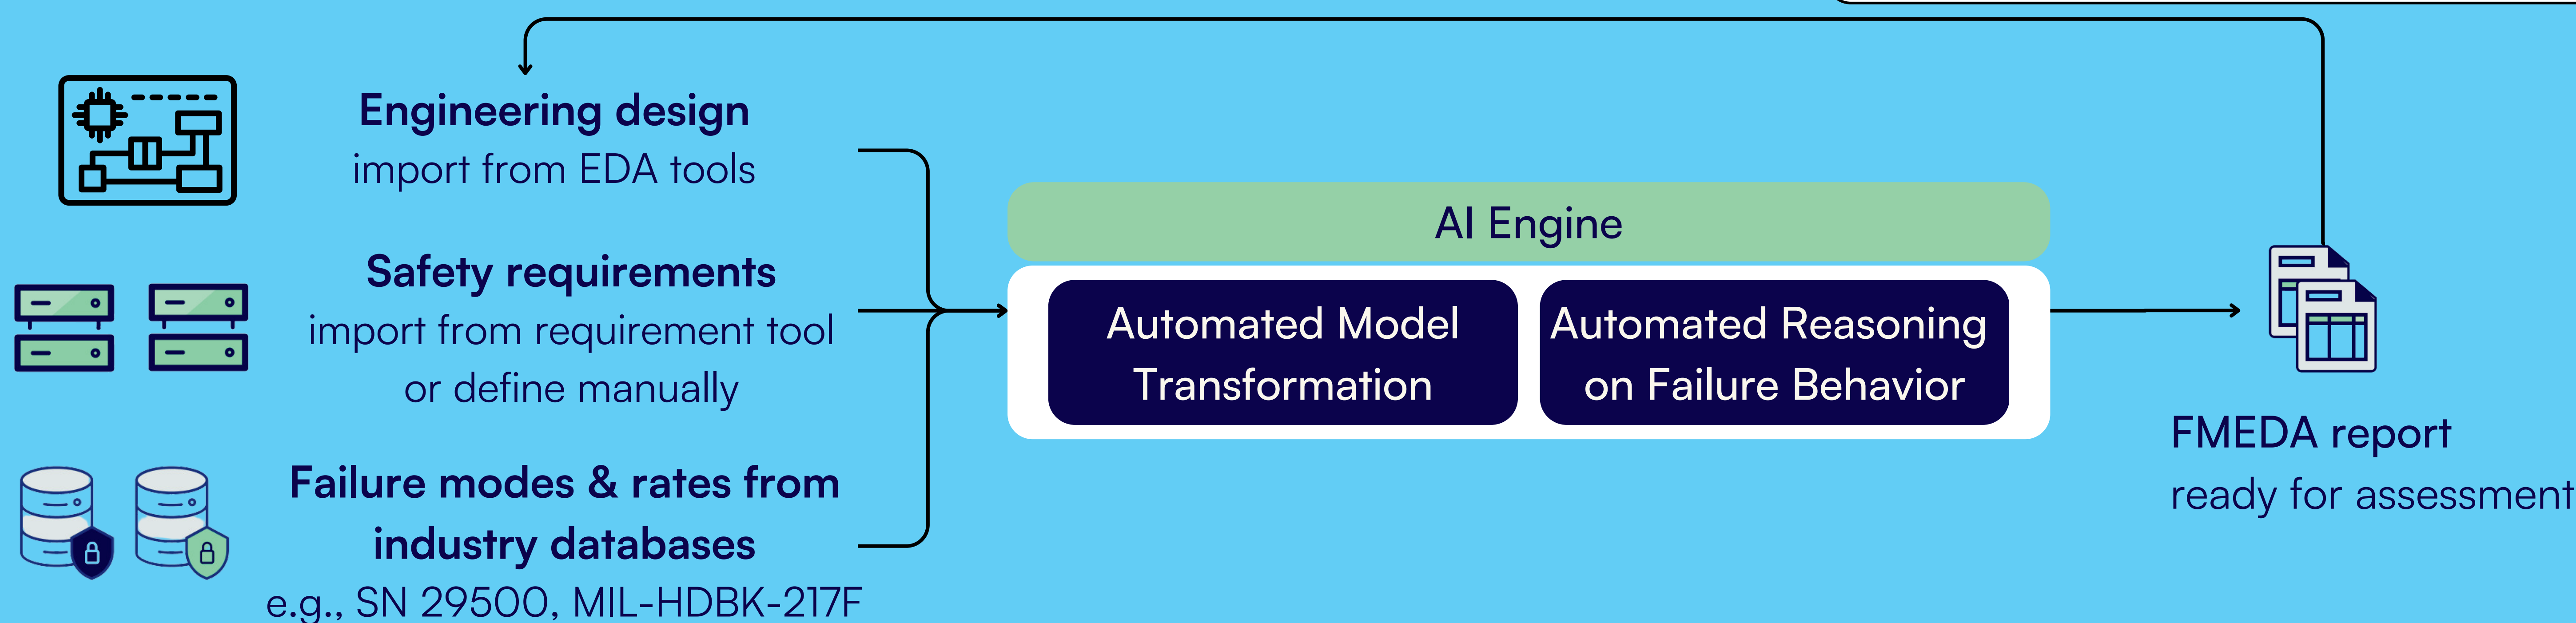 Engineering design
import from EDA tools
Safety requirements
import from requirement tool
or define manually
Failure modes & rates from
industry databases
e.g., SN 29500, MIL-HDBK-217F
AI Engine
Automated Model
Transformation
Automated Reasoning
on Failure Behavior
FMEDA report
ready for assessment